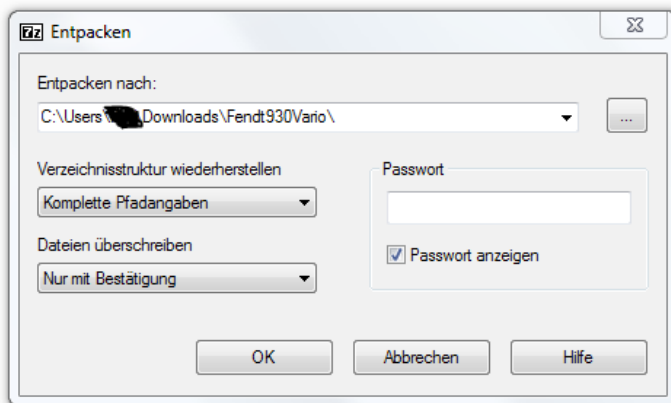 7z Entpacken
Entpacken nach:
C:\Users\ Downloads\Fendt930Vario\
...
Verzeichnisstruktur wiederherstellen
Komplette Pfadangaben
Passwort
Dateien überschreiben
Passwort anzeigen
Nur mit Bestätigung
OK
Abbrechen
Hilfe